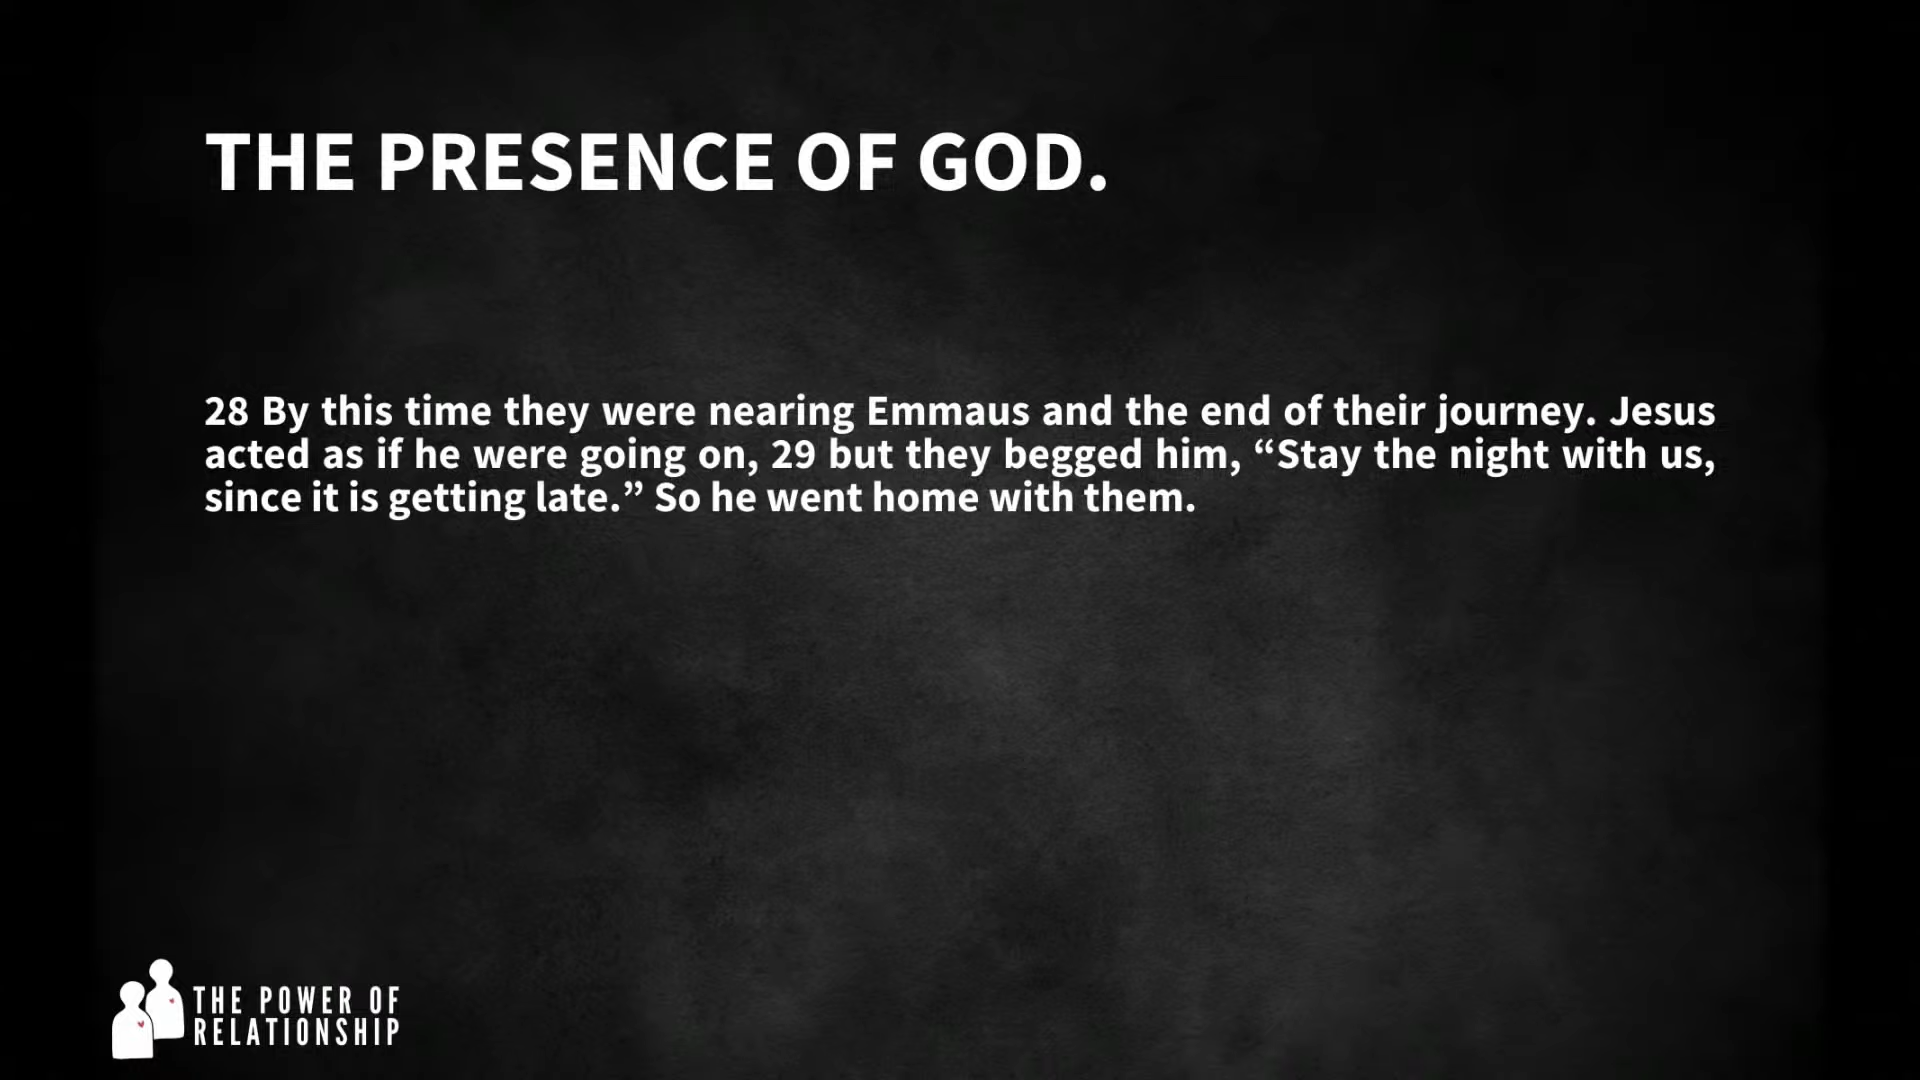 THE PRESENCE OF GOD.
28 By this time they were nearing Emmaus and the end of their journey. Jesus
acted as if he were going on, 29 but they begged him, “Stay the night with us,
since it is getting late.” So he went home with them.
THE POWER OF
RELATIONSHIP